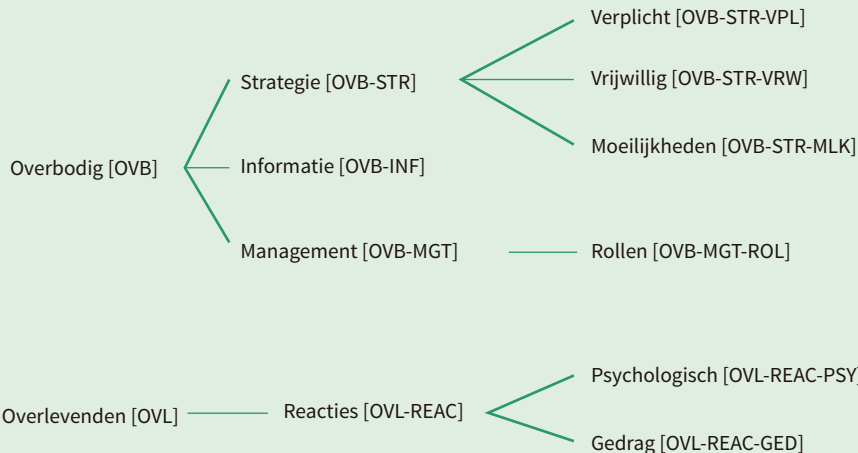 Verplicht [OVB-STR-VPL]
Strategie [OVB-STR]
Vrijwillig [OVB-STR-VRW]
Moeilijkheden [OVB-STR-MLK]
Overbodig [OVB]
Informatie [OVB-INF]
Management [OVB-MGT]
Rollen [OVB-MGT-ROL]
Psychologisch [OVL-REAC-PSY]
Overlevenden [OVL]
Reacties [OVL-REAC]
Gedrag [OVL-REAC-GED]